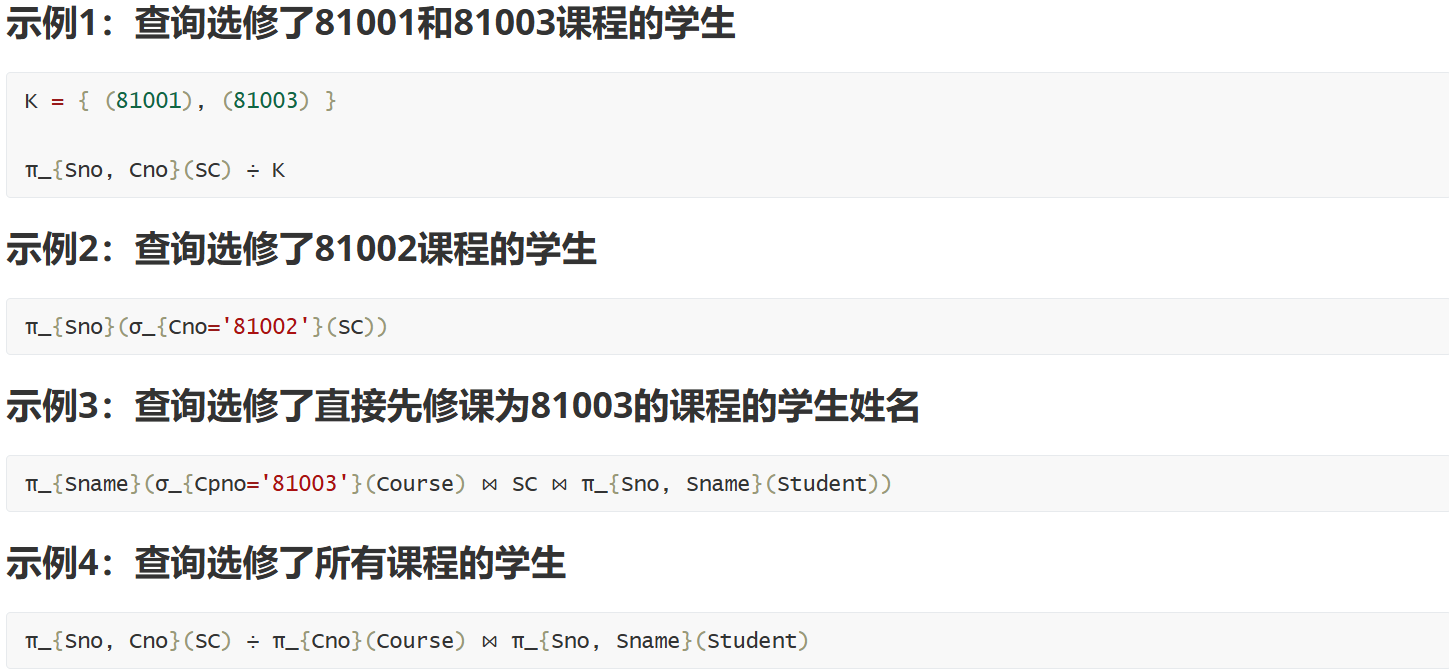 示例1：查询选修了81001和81003课程的学生
K = { (81001), (81003) }
π_{Sno, Cno}(SC) ÷ K
示例2：查询选修了81002课程的学生
π_{Sno}(σ_{Cno='81002'}(SC))
示例3：查询选修了直接先修课为81003的课程的学生姓名
π_{Sname}(σ_{Cpno='81003'}(Course) ⋈ SC ⋈ π_{Sno, Sname}(Student))
示例4：查询选修了所有课程的学生
π_{Sno, Cno}(SC) ÷ π_{Cno}(Course) ⋈ π_{Sno, Sname}(Student)